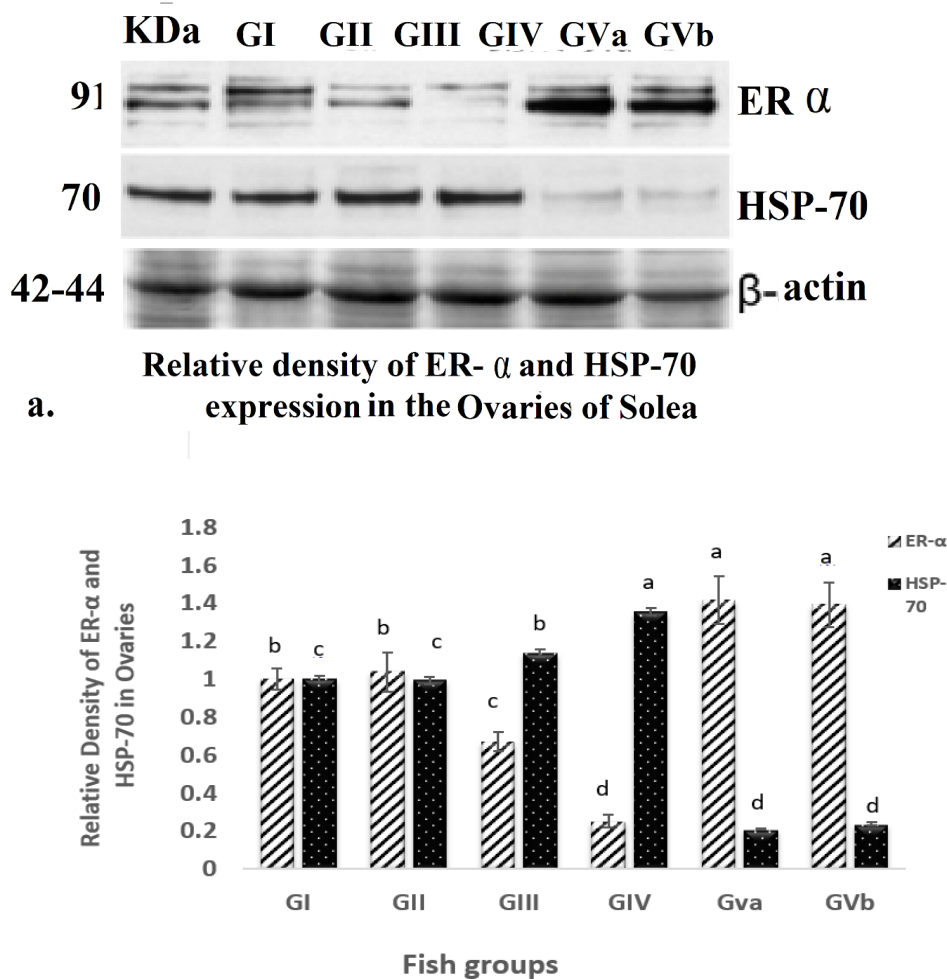 KDa GI GII GIII GIV GVa GVb
91 ER α
70 HSP-70
42-44 β- actin
Relative density of ER- α and HSP-70
a. expression in the Ovaries of Solea
Relative Density of ER-α and
HSP-70 in Ovaries
1.8
1.6
1.4
1.2
1
0.8
0.6
0.4
0.2
0
b c b c c b d a a d a d
ER-α
HSP-
70
GI GII GIII GIV Gva GVb
Fish groups